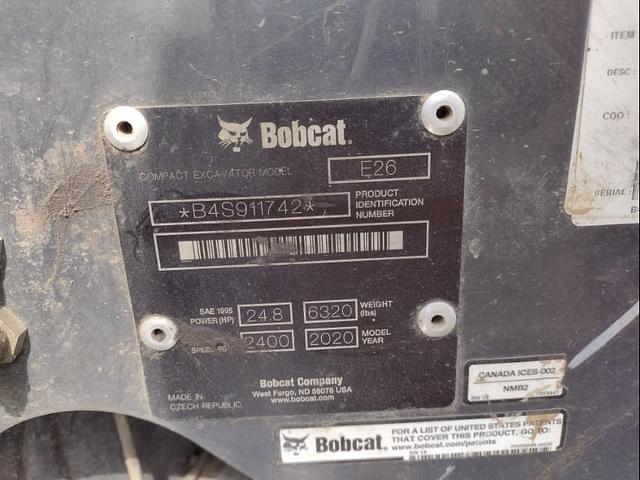 Bobcat.
COMPACT EXCAVATOR MODEL E26
*B4S911742* PRODUCT IDENTIFICATION NUMBER
SAE 1995 POWER (HP) 24.8 6320 WEIGHT (lbs)
2400 2020 MODEL YEAR
Bobcat Company
West Fargo, ND 58078 USA
www.bobcat.com
MADE IN
CZECH REPUBLIC
ITEM
DESC
COO
SERIAL
CANADA ICES-002
NMB2
Bobcat.
FOR A LIST OF UNITED STATES PATENTS
THAT COVER THIS PRODUCT, GO TO:
www.bobcat.com/patents